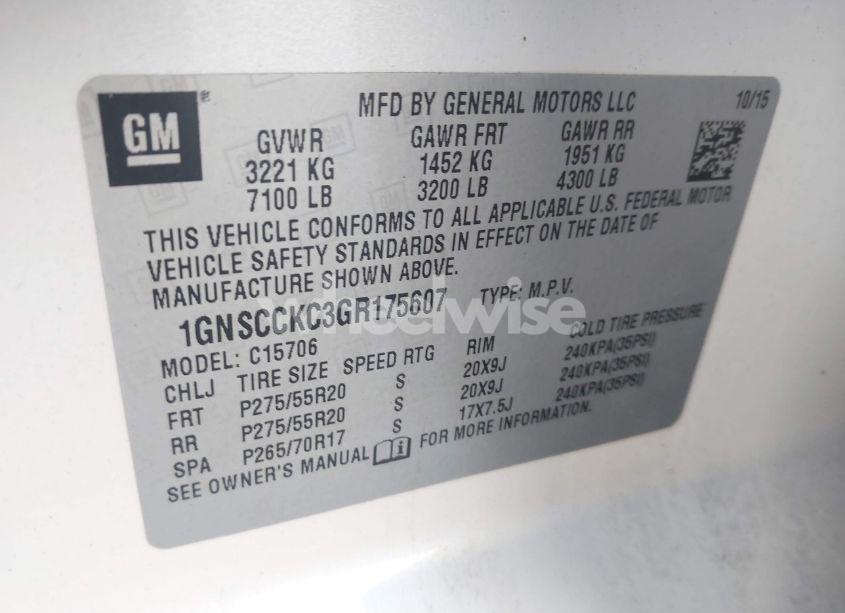 GM
MFD BY GENERAL MOTORS LLC 10/15
GVWR GAWR FRT GAWR RR
3221 KG 1452 KG 1951 KG
7100 LB 3200 LB 4300 LB
THIS VEHICLE CONFORMS TO ALL APPLICABLE U.S. FEDERAL MOTOR
VEHICLE SAFETY STANDARDS IN EFFECT ON THE DATE OF
MANUFACTURE SHOWN ABOVE.
1GNSCCKC3GR175607 TYPE: M.P.V.
wheelwise
MODEL: C15706
CHLJ TIRE SIZE SPEED RTG RIM COLD TIRE PRESSURE
FRT P275/55R20 S 20X9J 240KPA(35PSI)
RR P275/55R20 S 20X9J 240KPA(35PSI)
SPA P265/70R17 S 17X7.5J 240KPA(35PSI)
SEE OWNER'S MANUAL i FOR MORE INFORMATION.